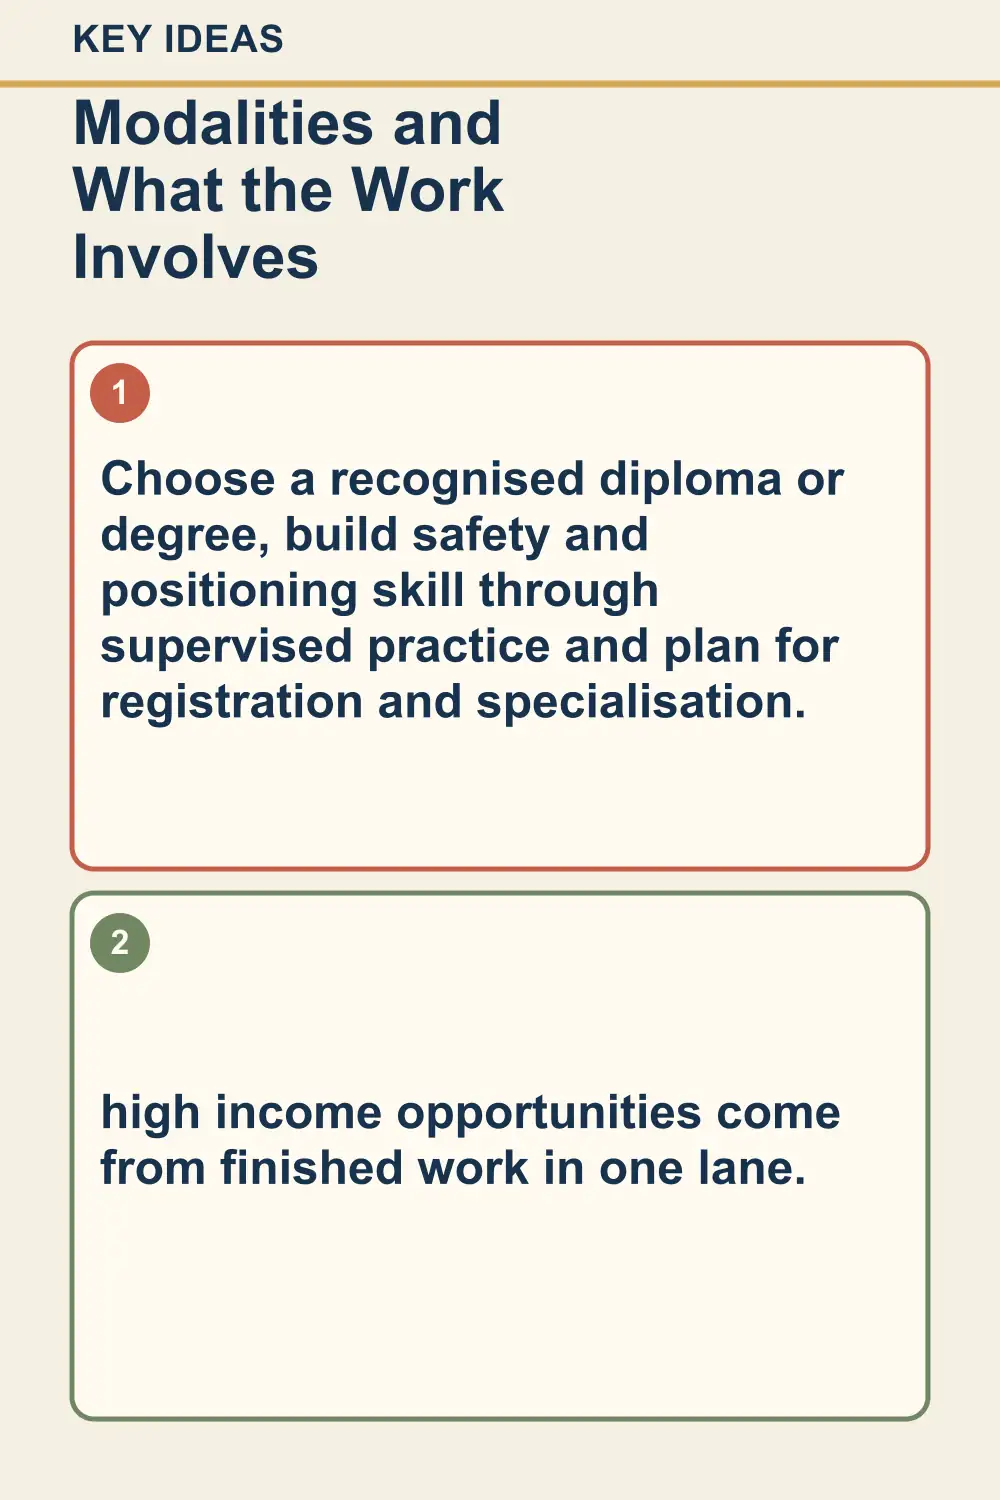 KEY IDEAS
Modalities and
What the Work
Involves
1
Choose a recognised diploma or
degree, build safety and
positioning skill through
supervised practice and plan for
registration and specialisation.
2
high income opportunities come
from finished work in one lane.